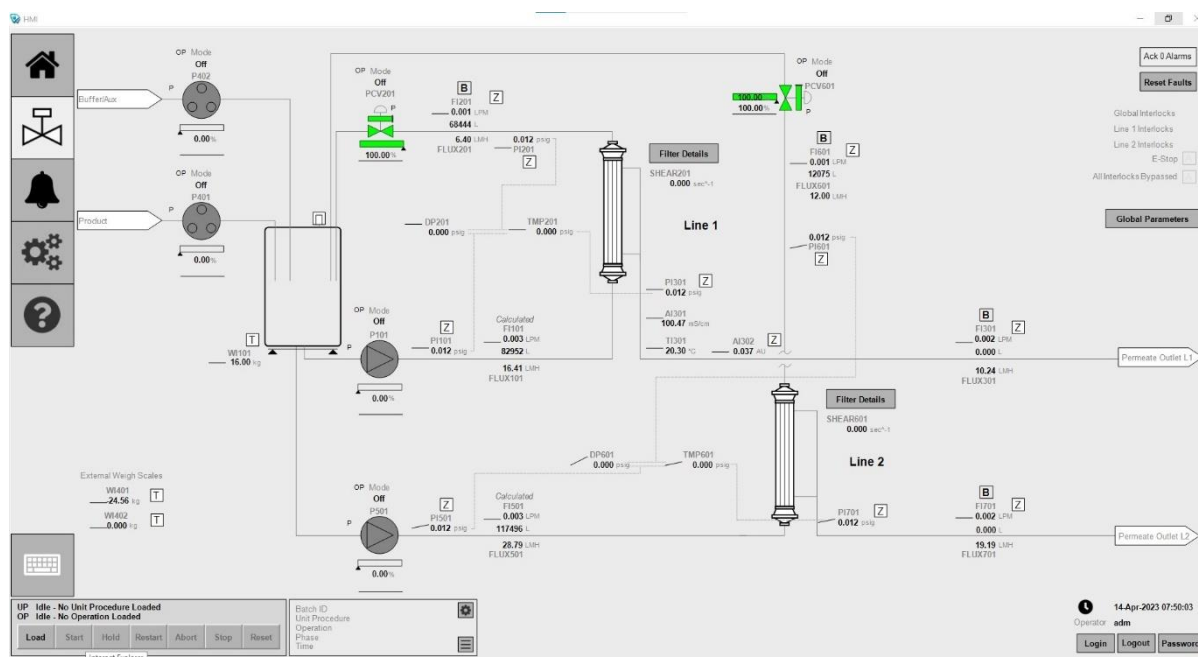 HMI
OP Mode
Off
P402
P
Buffer/Aux
0.00%
OP Mode
Off
P401
P
Product
0.00%
OP Mode
Off
PCV201
P
100.00%
B
FI201
Z
0.001 LPM
68444 L
6.40 LMH
FLUX201
0.012 psig
PI201
Z
OP Mode
Off
PCV601
100.00
100.00%
P
B
FI601
Z
0.001 LPM
12075 L
FLUX601
12.00 LMH
0.012 psig
PI601
Z
Ack 0 Alarms
Reset Faults
Global Interlocks
Line 1 Interlocks
Line 2 Interlocks
E-Stop
All Interlocks Bypassed
Global Parameters
Filter Details
SHEAR201
0.000 sec^-1
Line 1
DP201
0.000 psig
TMP201
0.000 psig
PI301
Z
0.012 psig
AI301
100.47 mS/cm
TI301
20.30 °C
AI302
Z
0.037 AU
T
WI101
16.00 kg
OP Mode
Off
P101
P
0.00%
Z
PI101
0.012 psig
Calculated
FI101
0.003 LPM
82952 L
16.41 LMH
FLUX101
B
FI301
Z
0.002 LPM
0.000 L
10.24 LMH
FLUX301
Permeate Outlet L1
Filter Details
SHEAR601
0.000 sec^-1
Line 2
DP601
0.000 psig
TMP601
0.000 psig
External Weigh Scales
WI401
24.56 kg
T
WI402
0.000 kg
T
OP Mode
Off
P501
P
0.00%
Z
PI501
0.012 psig
Calculated
FI501
0.003 LPM
117496 L
28.79 LMH
FLUX501
PI701
Z
0.012 psig
B
FI701
Z
0.002 LPM
0.000 L
19.19 LMH
FLUX701
Permeate Outlet L2
UP Idle - No Unit Procedure Loaded
OP Idle - No Operation Loaded
Load Start Hold Restart Abort Stop Reset
Batch ID
Unit Procedure
Operation
Phase
Time
14-Apr-2023 07:50:03
Operator adm
Login Logout Password